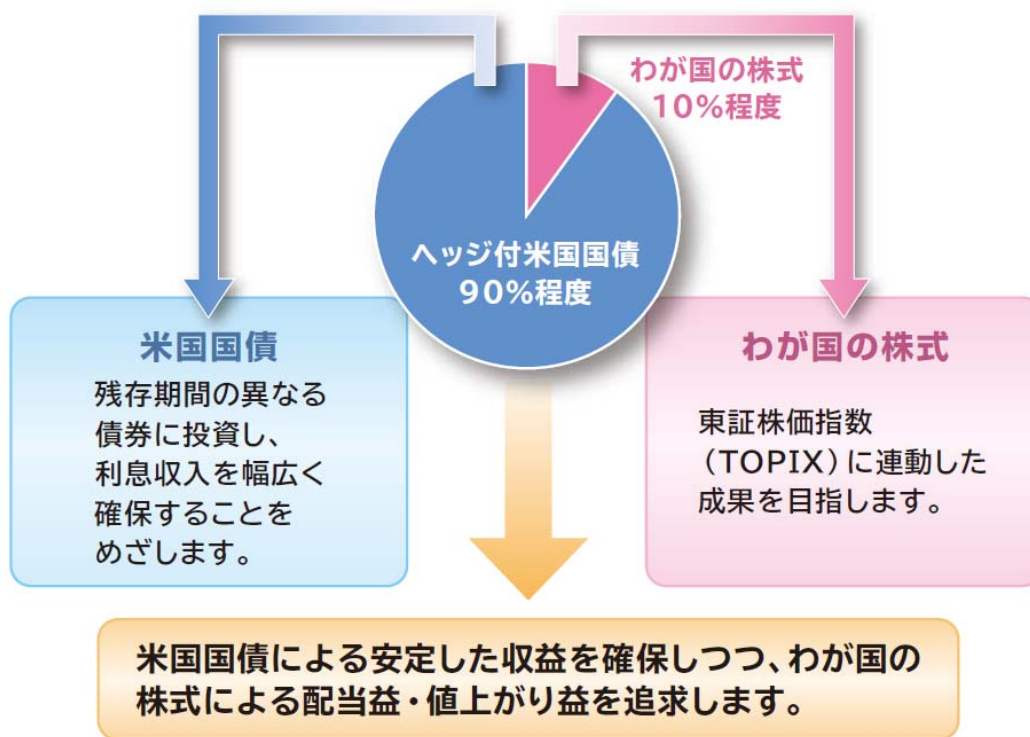 わが国の株式
10%程度
ヘッジ付米国国債
90%程度
米国国債
残存期間の異なる
債券に投資し、
利息収入を幅広く
確保することを
めざします。
わが国の株式
東証株価指数
（TOPIX）に連動した
成果を目指します。
米国国債による安定した収益を確保しつつ、わが国の
株式による配当益・値上がり益を追求します。